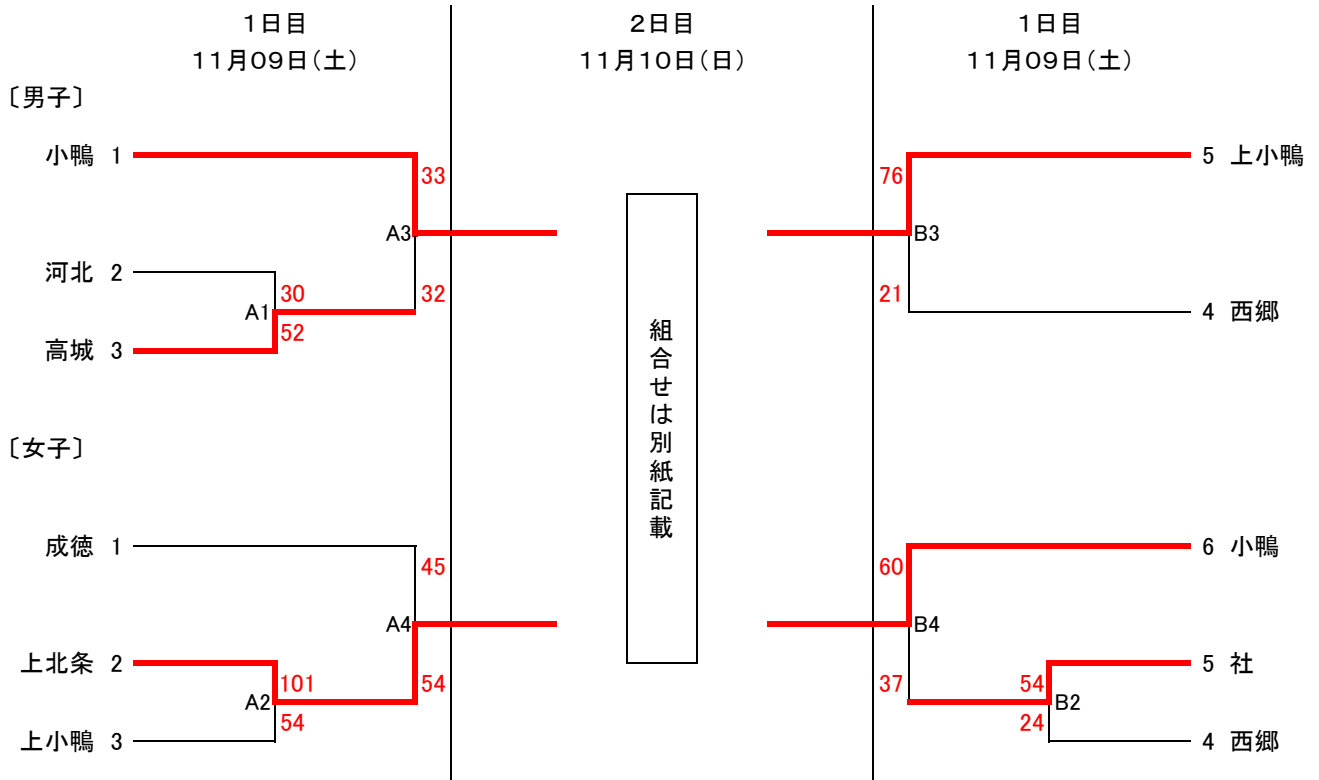 1日目
11月09日(土)
2日目
11月10日(日)
1日目
11月09日(土)
〔男子〕
小鴨 1
33
A3
河北 2
30
A1
52
32
高城 3
76
5 上小鴨
B3
21
4 西郷
組合せは別紙記載
〔女子〕
成徳 1
45
A4
上北条 2
101
A2
54
54
上小鴨 3
60
6 小鴨
B4
37
54
5 社
B2
24
4 西郷